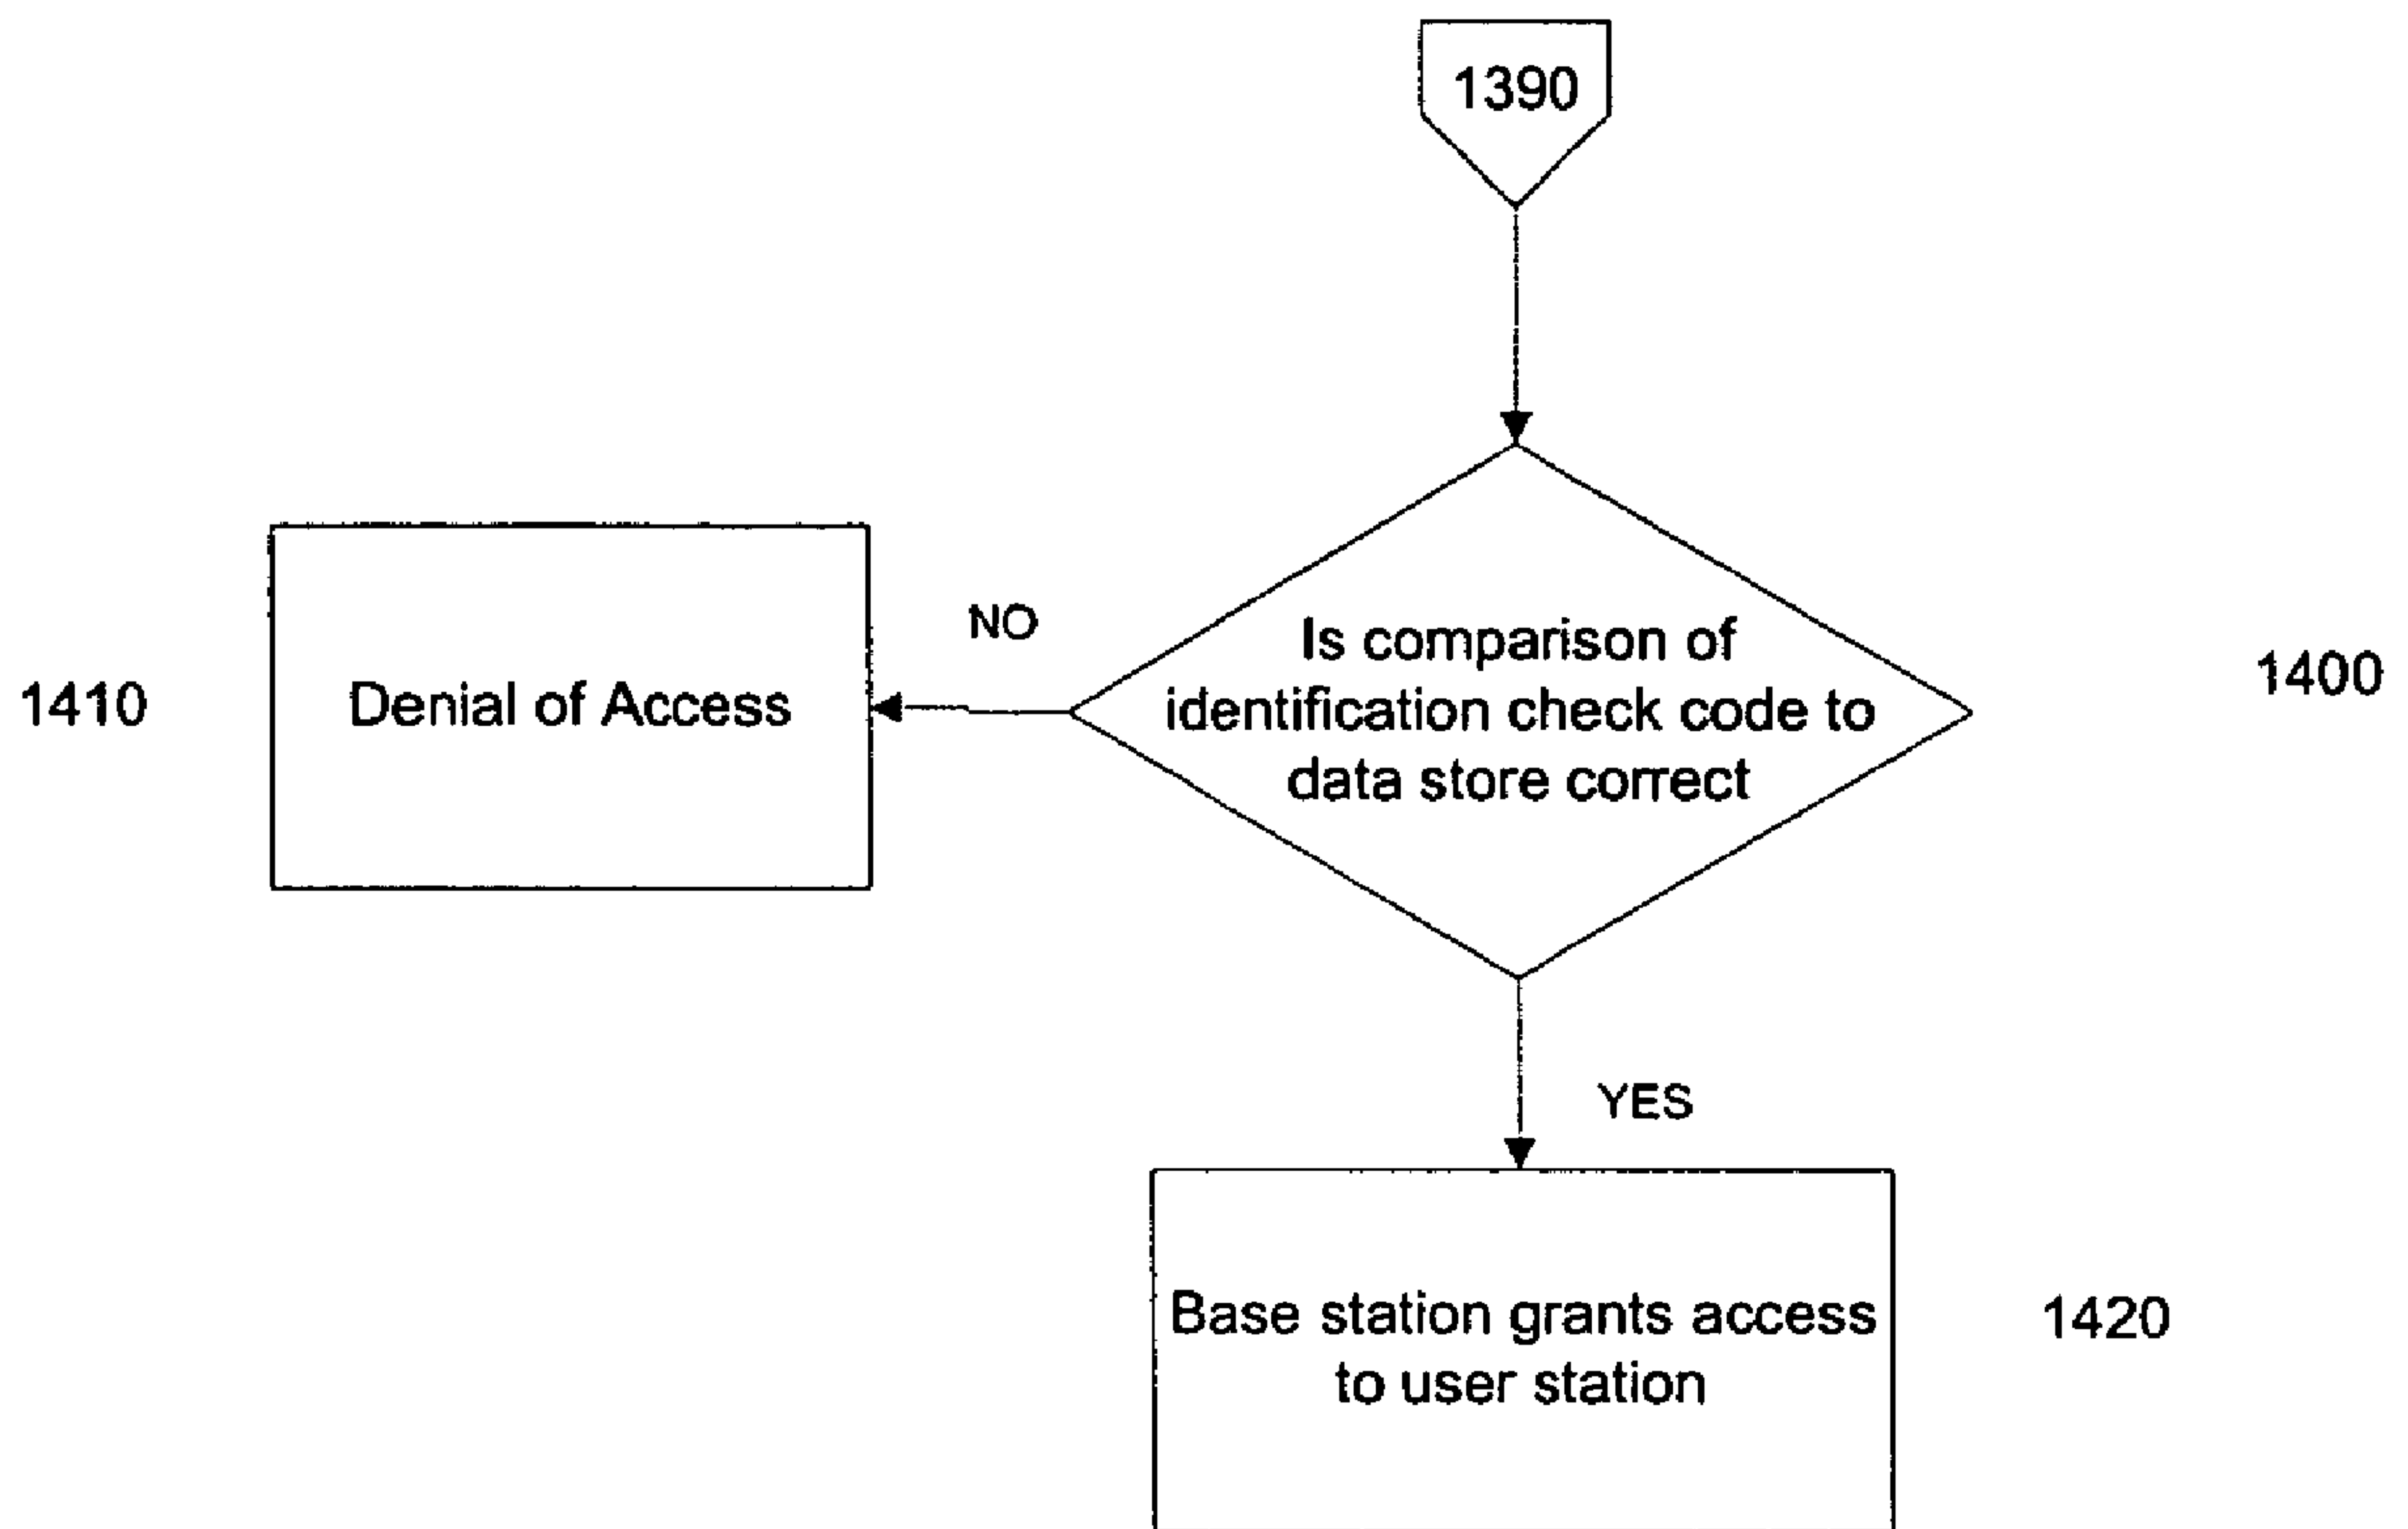 1390
NO
Is comparison of
identification check code to
data store correct
1400
1410
Denial of Access
YES
Base station grants access
to user station
1420